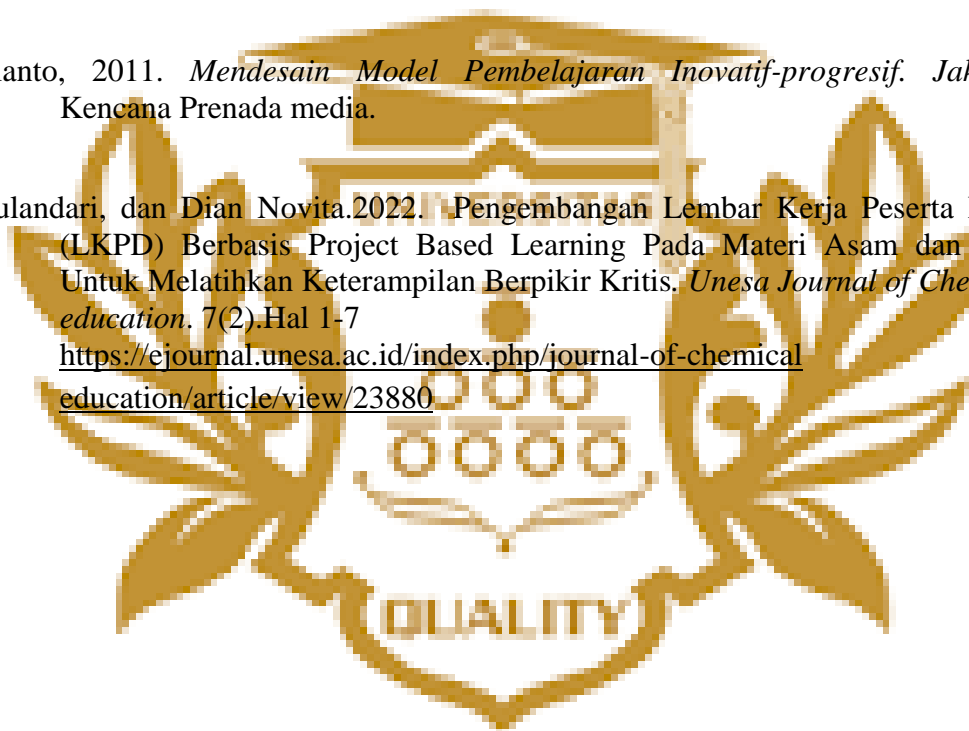 ianto, 2011. Mendesain Model Pembelajaran Inovatif-progresif. Jak
Kencana Prenada media.
UNIVERSITAS
ulandari, dan Dian Novita.2022. Pengembangan Lembar Kerja Peserta
(LKPD) Berbasis Project Based Learning Pada Materi Asam dan
Untuk Melatihkan Keterampilan Berpikir Kritis. Unesa Journal of Che
education. 7(2).Hal 1-7
https://ejournal.unesa.ac.id/index.php/journal-of-chemical
education/article/view/23880
QUALITY